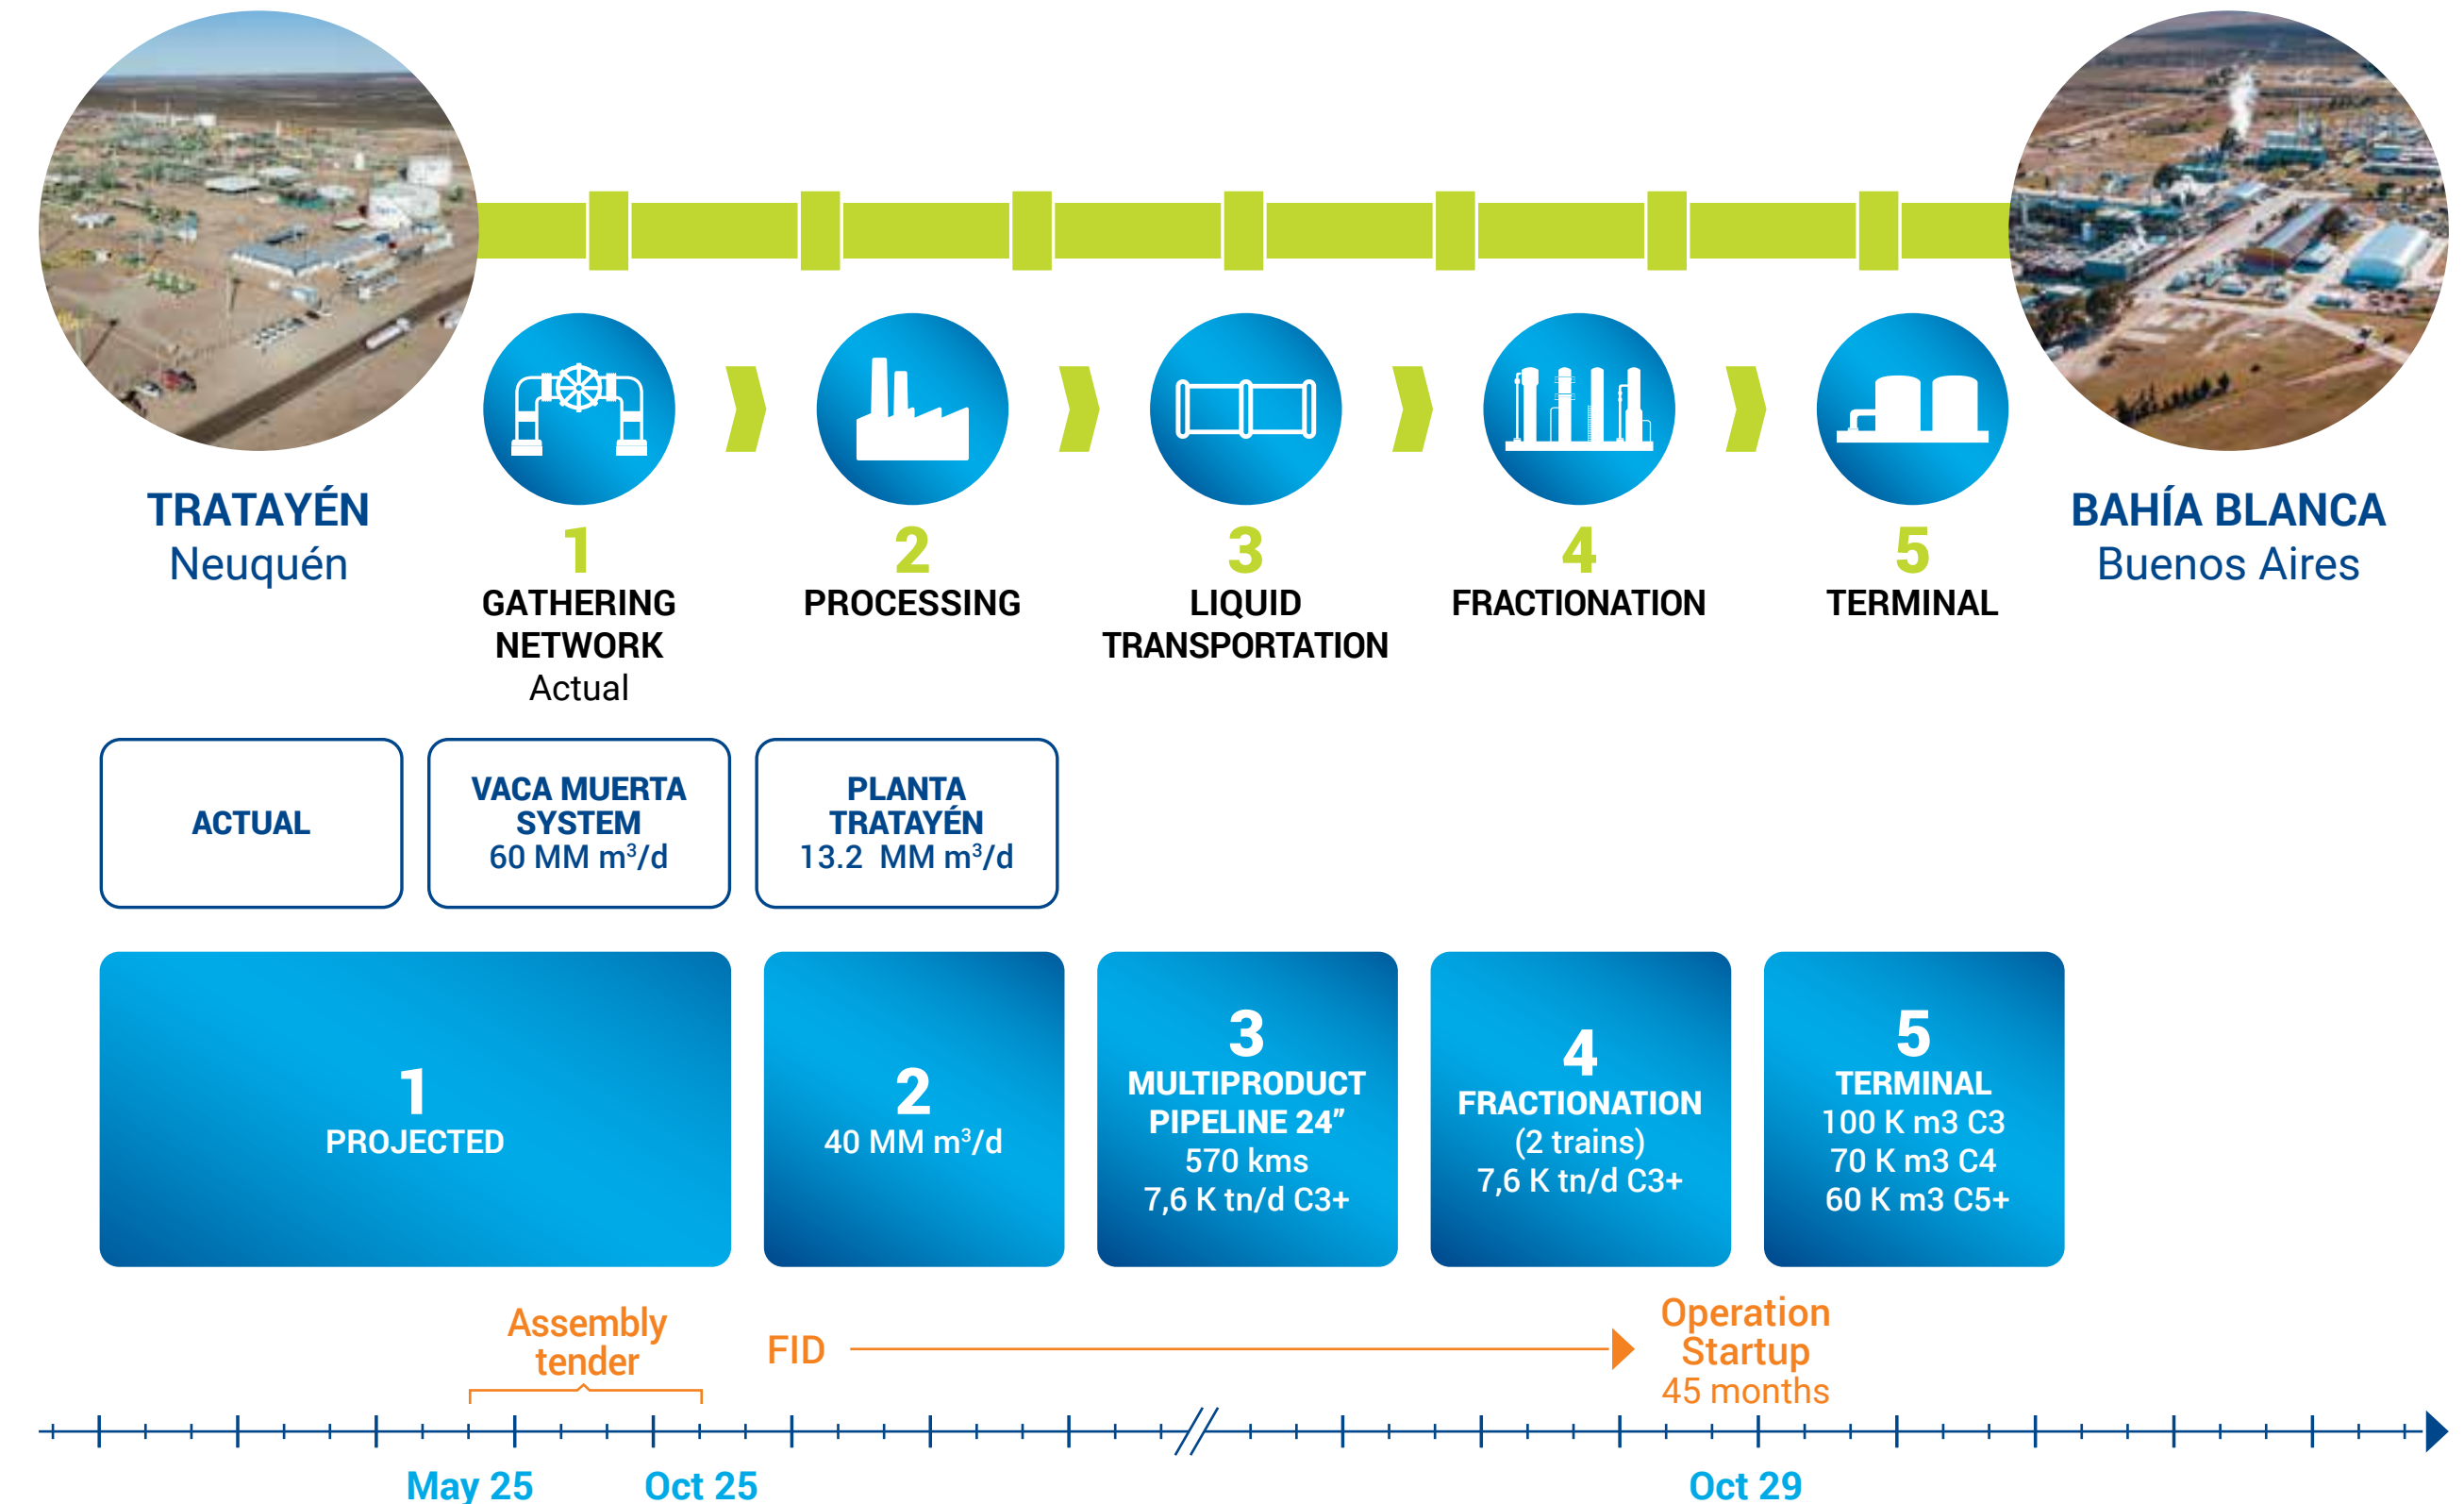 TRATAYÉN
Neuquén
1
GATHERING
NETWORK
Actual
2
PROCESSING
3
LIQUID
TRANSPORTATION
4
FRACTIONATION
5
TERMINAL
BAHÍA BLANCA
Buenos Aires
ACTUAL
VACA MUERTA
SYSTEM
60 MM m³/d
PLANTA
TRATAYÉN
13.2 MM m³/d
1
PROJECTED
2
40 MM m³/d
3
MULTIPRODUCT
PIPELINE 24”
570 kms
7,6 K tn/d C3+
4
FRACTIONATION
(2 trains)
7,6 K tn/d C3+
5
TERMINAL
100 K m3 C3
70 K m3 C4
60 K m3 C5+
Assembly
tender
FID
Operation
Startup
45 months
May 25
Oct 25
Oct 29